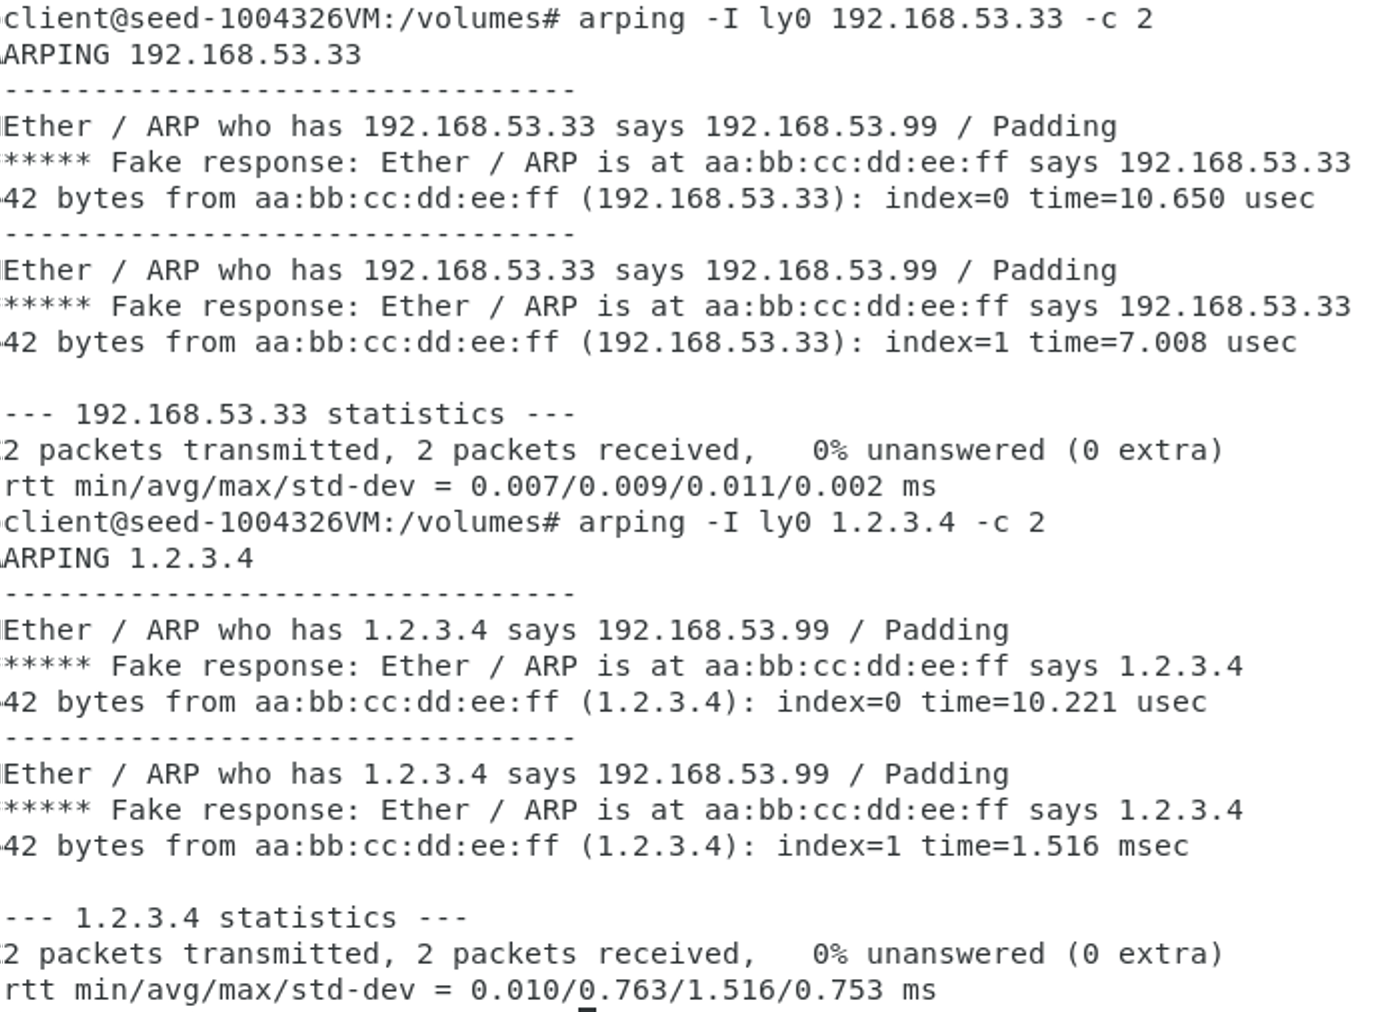 client@seed-1004326VM:/volumes# arping -I ly0 192.168.53.33 -c 2
ARPING 192.168.53.33
--------------------------------
Ether / ARP who has 192.168.53.33 says 192.168.53.99 / Padding
***** Fake response: Ether / ARP is at aa:bb:cc:dd:ee:ff says 192.168.53.33
42 bytes from aa:bb:cc:dd:ee:ff (192.168.53.33): index=0 time=10.650 usec
--------------------------------
Ether / ARP who has 192.168.53.33 says 192.168.53.99 / Padding
***** Fake response: Ether / ARP is at aa:bb:cc:dd:ee:ff says 192.168.53.33
42 bytes from aa:bb:cc:dd:ee:ff (192.168.53.33): index=1 time=7.008 usec
--- 192.168.53.33 statistics ---
2 packets transmitted, 2 packets received,   0% unanswered (0 extra)
rtt min/avg/max/std-dev = 0.007/0.009/0.011/0.002 ms
client@seed-1004326VM:/volumes# arping -I ly0 1.2.3.4 -c 2
ARPING 1.2.3.4
--------------------------------
Ether / ARP who has 1.2.3.4 says 192.168.53.99 / Padding
***** Fake response: Ether / ARP is at aa:bb:cc:dd:ee:ff says 1.2.3.4
42 bytes from aa:bb:cc:dd:ee:ff (1.2.3.4): index=0 time=10.221 usec
--------------------------------
Ether / ARP who has 1.2.3.4 says 192.168.53.99 / Padding
***** Fake response: Ether / ARP is at aa:bb:cc:dd:ee:ff says 1.2.3.4
42 bytes from aa:bb:cc:dd:ee:ff (1.2.3.4): index=1 time=1.516 msec
--- 1.2.3.4 statistics ---
2 packets transmitted, 2 packets received,   0% unanswered (0 extra)
rtt min/avg/max/std-dev = 0.010/0.763/1.516/0.753 ms